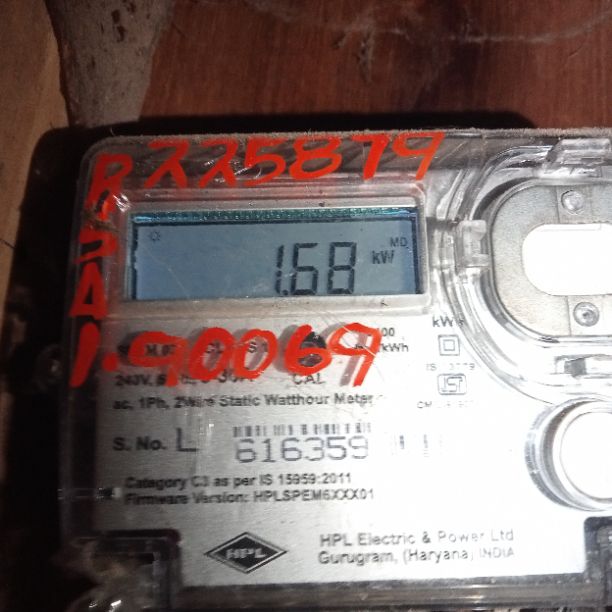 2225879
1.68
MD
kW
1.90069
kWh
240V,
CAL
ac, 1Ph, 2Wire Static Watthour Meter
S. No. L 616359
Category C3 as per IS 15959:2011
Firmware Version: HPLSPEM6XXX01
HPL
HPL Electric & Power Ltd
Gurugram, (Haryana) INDIA